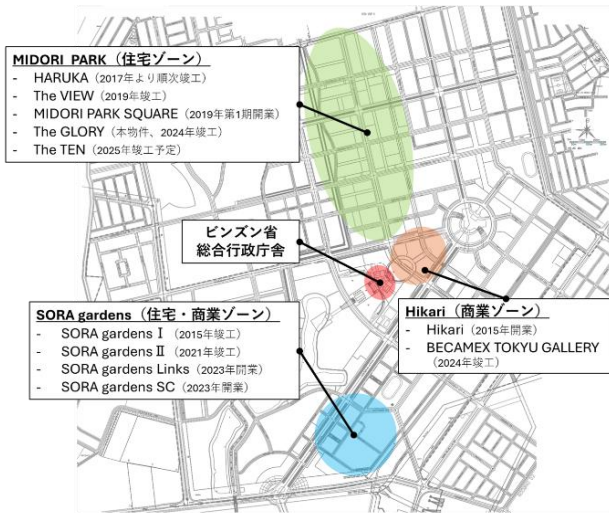 MIDORI PARK（住宅ゾーン）
- HARUKA（2017年より順次竣工）
- The VIEW（2019年竣工）
- MIDORI PARK SQUARE（2019年第1期開業）
- The GLORY（本物件、2024年竣工）
- The TEN（2025年竣工予定）
ビンズン省
総合行政庁舎
SORA gardens（住宅・商業ゾーン）
- SORA gardens Ⅰ（2015年竣工）
- SORA gardens Ⅱ（2021年竣工）
- SORA gardens Links（2023年開業）
- SORA gardens SC（2023年開業）
Hikari（商業ゾーン）
- Hikari（2015年開業）
- BECAMEX TOKYU GALLERY
（2024年竣工）